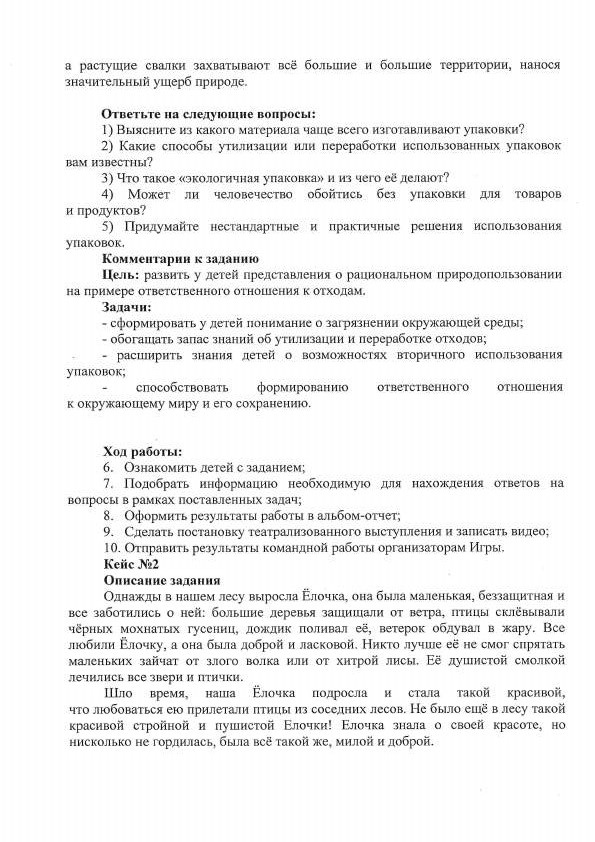 а растущие свалки захватывают всё большие и большие территории, нанося
значительный ущерб природе.
Ответьте на следующие вопросы:
1) Выясните из какого материала чаще всего изготавливают упаковки?
2) Какие способы утилизации или переработки использованных упаковок
вам известны?
3) Что такое «экологичная упаковка» и из чего её делают?
4) Может ли человечество обойтись без упаковки для товаров
и продуктов?
5) Придумайте нестандартные и практичные решения использования
упаковок.
Комментарии к заданию
Цель: развить у детей представления о рациональном природопользовании
на примере ответственного отношения к отходам.
Задачи:
- сформировать у детей понимание о загрязнении окружающей среды;
- обогащать запас знаний об утилизации и переработке отходов;
- расширить знания детей о возможностях вторичного использования
упаковок;
- способствовать формированию ответственного отношения
к окружающему миру и его сохранению.
Ход работы:
6. Ознакомить детей с заданием;
7. Подобрать информацию необходимую для нахождения ответов на
вопросы в рамках поставленных задач;
8. Оформить результаты работы в альбом-отчет;
9. Сделать постановку театрализованного выступления и записать видео;
10. Отправить результаты командной работы организаторам Игры.
Кейс №2
Описание задания
Однажды в нашем лесу выросла Ёлочка, она была маленькая, беззащитная и
все заботились о ней: большие деревья защищали от ветра, птицы склёвывали
чёрных мохнатых гусениц, дождик поливал её, ветерок обдувал в жару. Все
любили Ёлочку, а она была доброй и ласковой. Никто лучше её не смог спрятать
маленьких зайчат от злого волка или от хитрой лисы. Её душистой смолкой
лечились все звери и птички.
Шло время, наша Ёлочка подросла и стала такой красивой,
что любоваться ею прилетали птицы из соседних лесов. Не было ещё в лесу такой
красивой стройной и пушистой Елочки! Елочка знала о своей красоте, но
нисколько не гордилась, была всё такой же, милой и доброй.